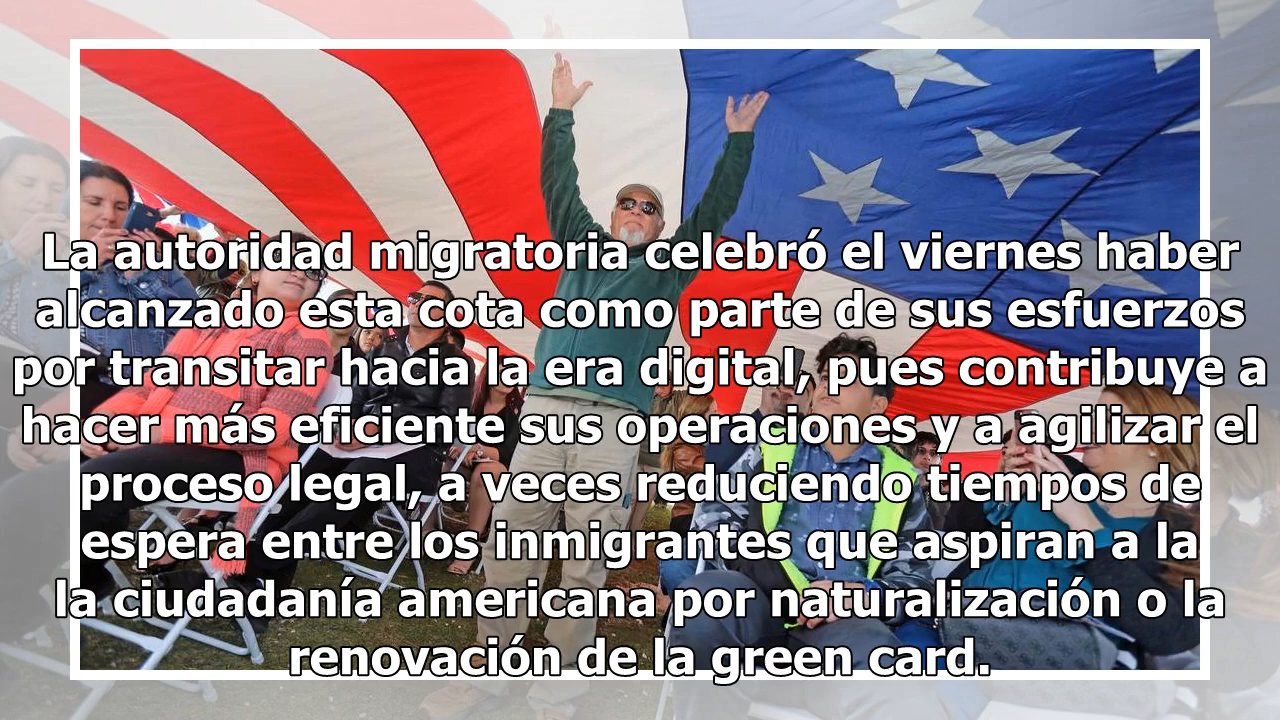 La autoridad migratoria celebró el viernes haber
alcanzado esta cota como parte de sus esfuerzos
por transitar hacia la era digital, pues contribuye a
hacer más eficiente sus operaciones y a agilizar el
proceso legal, a veces reduciendo tiempos de
espera entre los inmigrantes que aspiran a la
la ciudadanía americana por naturalización o la
renovación de la green card.